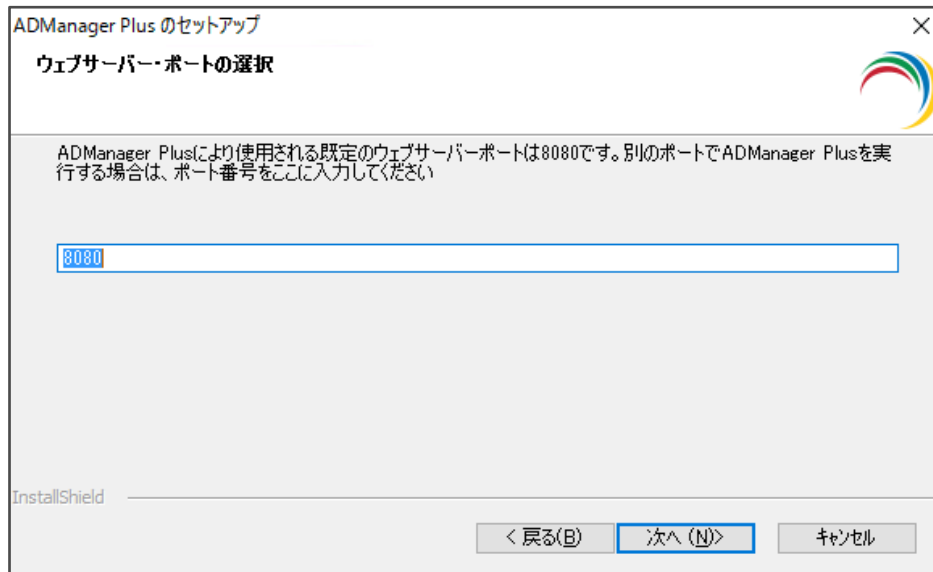 ADManager Plus のセットアップ
ウェブサーバー・ポートの選択
ADManager Plusにより使用される既定のウェブサーバーポートは8080です。別のポートでADManager Plusを実
行する場合は、ポート番号をここに入力してください
8080
InstallShield
< 戻る(B)
次へ (N)>
キャンセル